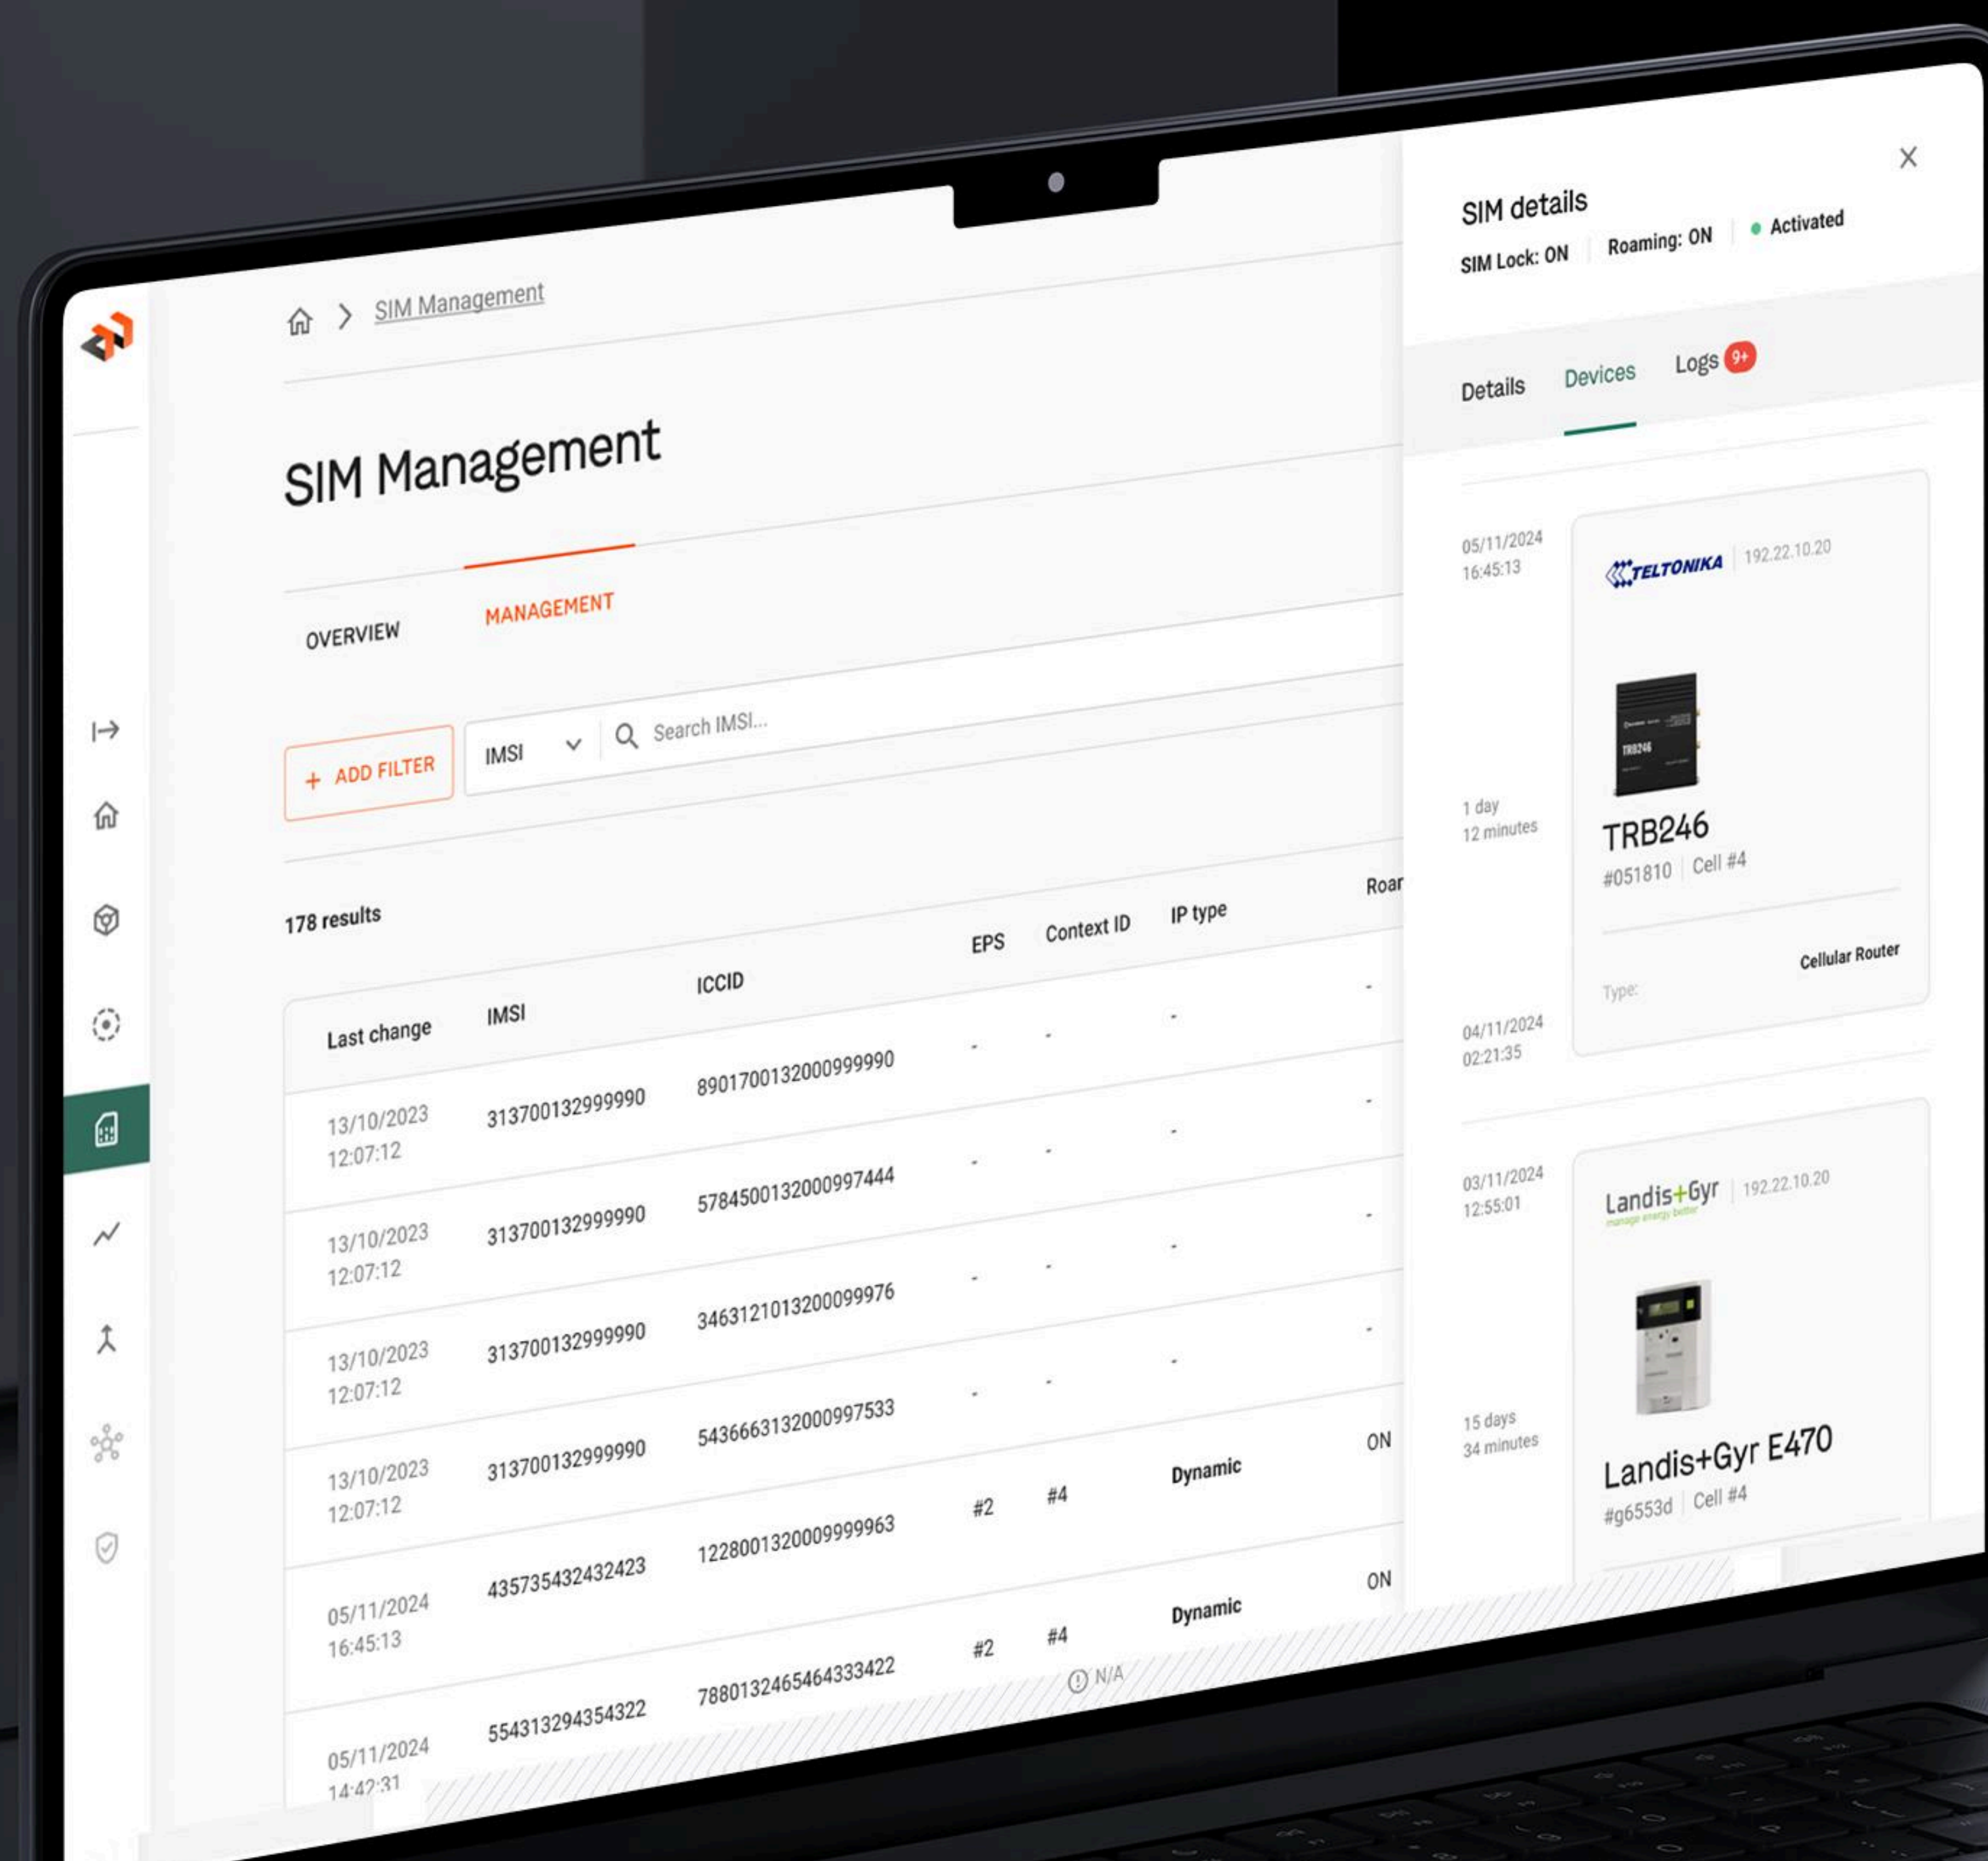 SIM Management
SIM Management
OVERVIEW
MANAGEMENT
+ ADD FILTER
IMSI
Search IMSI...
178 results
Last change
IMSI
ICCID
EPS
Context ID
IP type
Roar
13/10/2023
12:07:12
313700132999990
8901700132000999990
-
-
-
-
13/10/2023
12:07:12
313700132999990
5784500132000997444
-
-
-
-
13/10/2023
12:07:12
313700132999990
3463121013200099976
-
-
-
-
13/10/2023
12:07:12
313700132999990
5436663132000997533
-
-
-
-
05/11/2024
16:45:13
435735432432423
1228001320009999963
#2
#4
Dynamic
ON
05/11/2024
14:42:31
554313294354322
7880132465464333422
#2
#4
Dynamic
ON
N/A
SIM details
SIM Lock: ON
Roaming: ON
Activated
Details
Devices
Logs
9+
05/11/2024
16:45:13
TELTONIKA
192.22.10.20
TRB246
1 day
12 minutes
TRB246
#051810
Cell #4
Type:
Cellular Router
04/11/2024
02:21:35
03/11/2024
12:55:01
Landis+Gyr
manage energy better
192.22.10.20
15 days
34 minutes
Landis+Gyr E470
#g6553d
Cell #4